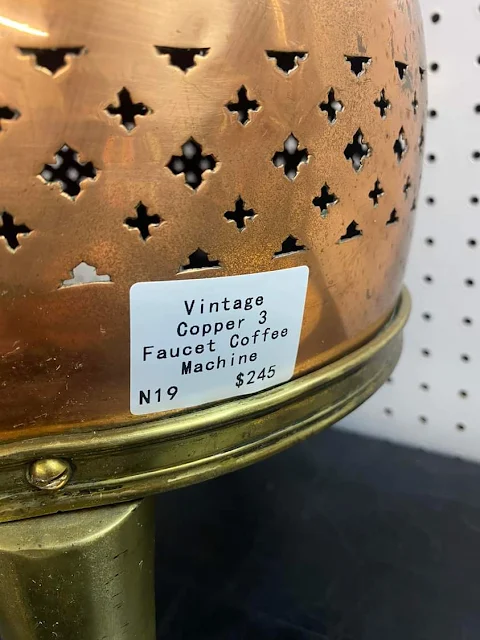 Vintage
Copper 3
Faucet Coffee
Machine
N19 $245